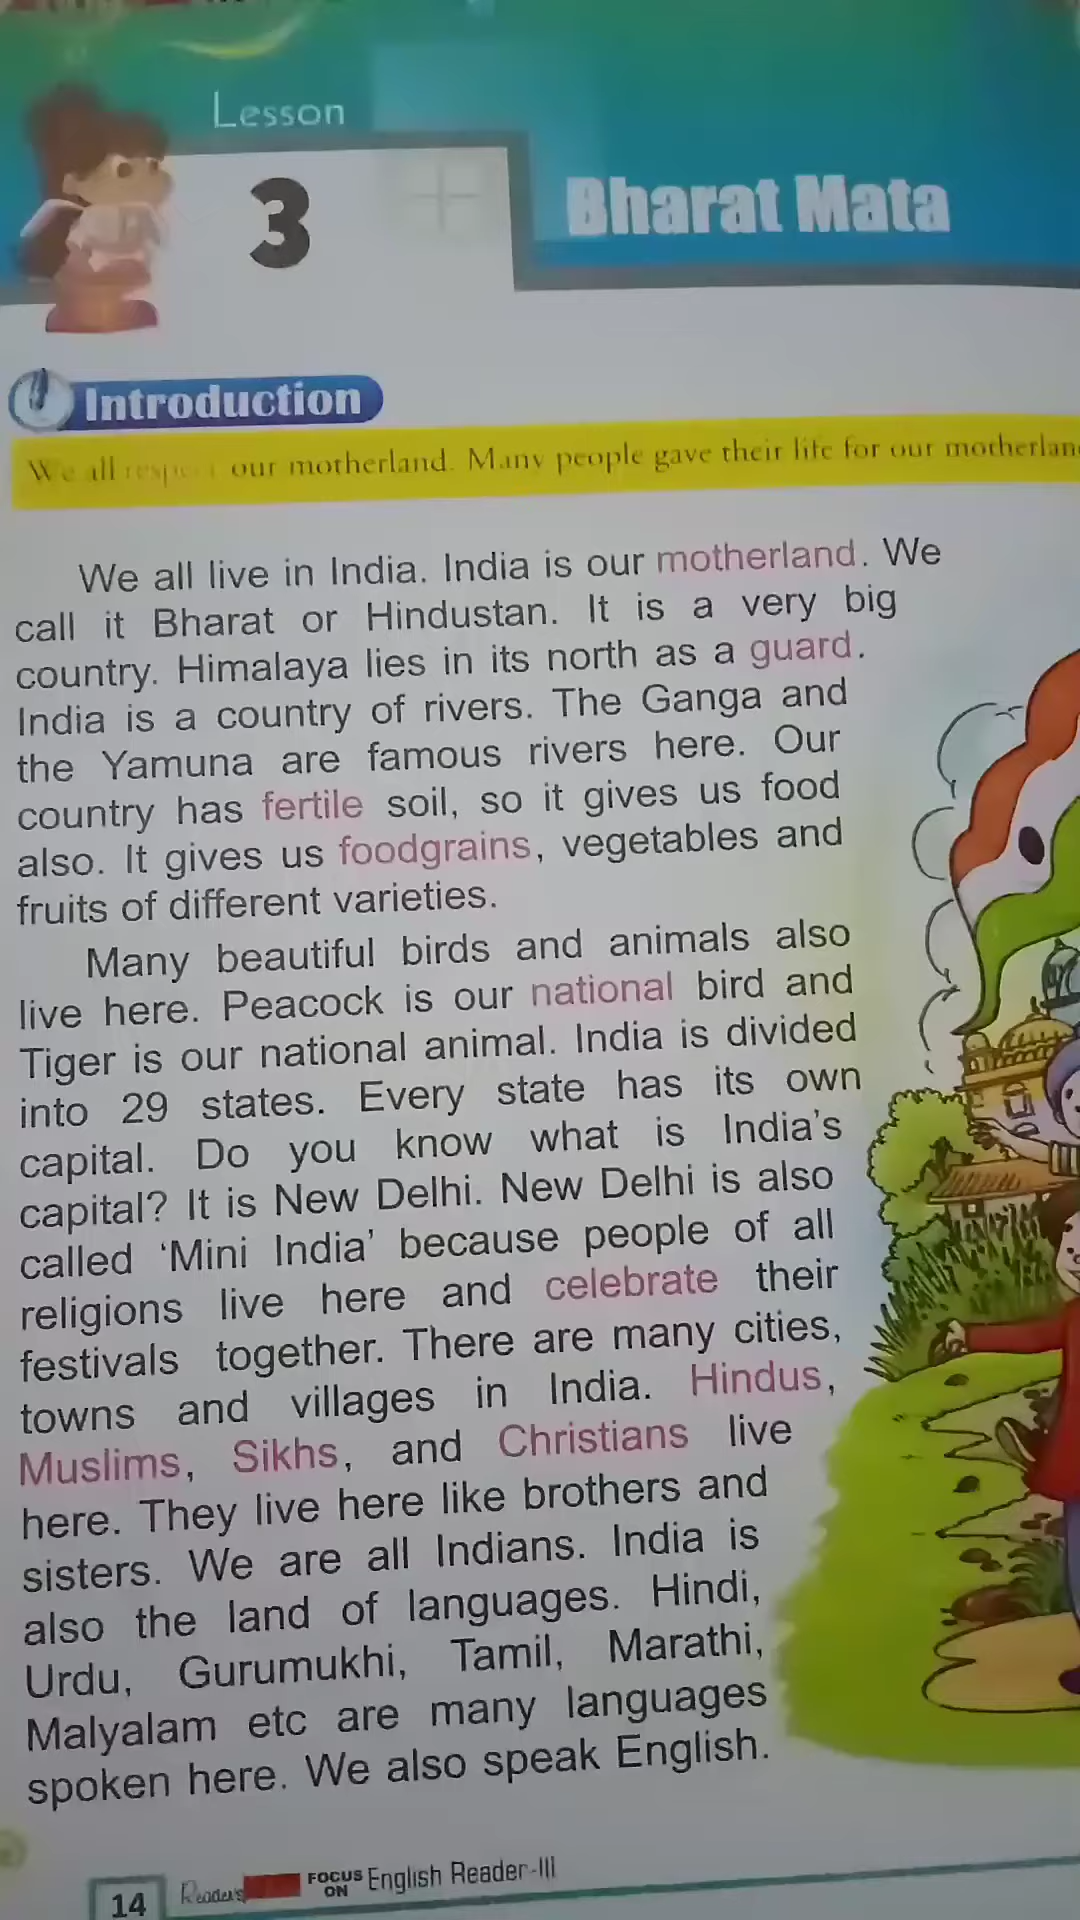 Lesson
3
Bharat Mata
Introduction
We all respect our motherland. Many people gave their life for our motherland
We all live in India. India is our motherland. We
call it Bharat or Hindustan. It is a very big
country. Himalaya lies in its north as a guard.
India is a country of rivers. The Ganga and
the Yamuna are famous rivers here. Our
country has fertile soil, so it gives us food
also. It gives us foodgrains, vegetables and
fruits of different varieties.
Many beautiful birds and animals also
live here. Peacock is our national bird and
Tiger is our national animal. India is divided
into 29 states. Every state has its own
capital. Do you know what is India's
capital? It is New Delhi. New Delhi is also
called 'Mini India' because people of all
religions live here and celebrate their
festivals together. There are many cities,
towns and villages in India. Hindus,
Muslims, Sikhs, and Christians live
here. They live here like brothers and
sisters. We are all Indians. India is
also the land of languages. Hindi,
Urdu, Gurumukhi, Tamil, Marathi,
Malyalam etc are many languages
spoken here. We also speak English.
14 Reader's FOCUS ON English Reader-III